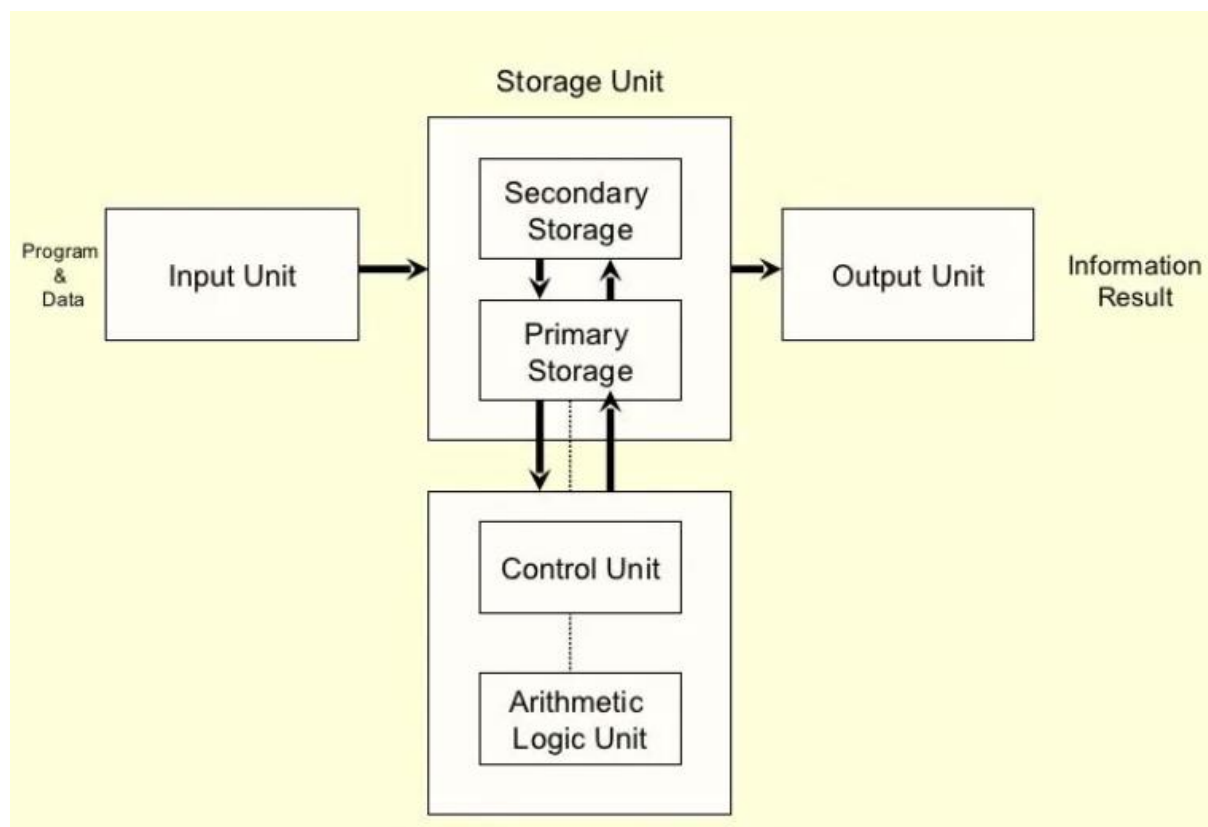 Storage Unit
Secondary
Storage
Program
&
Data
Input Unit
Output Unit
Information
Result
Primary
Storage
Control Unit
Arithmetic
Logic Unit